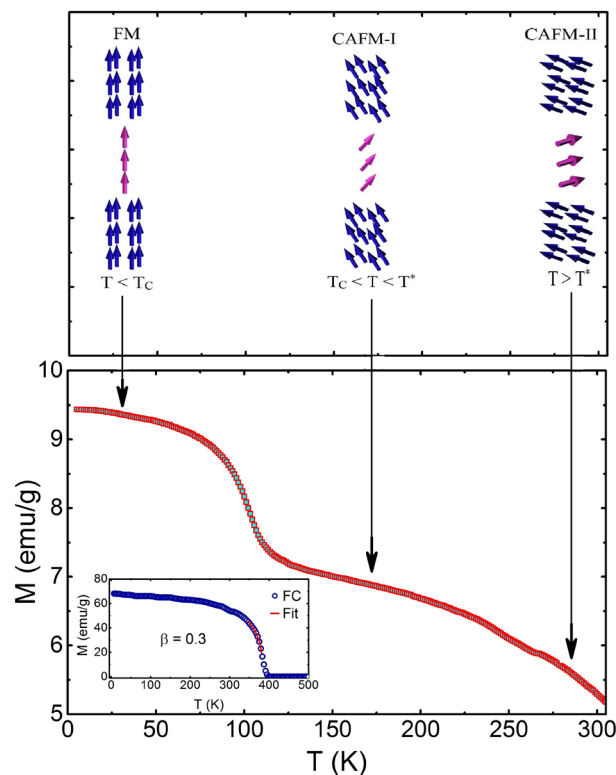 FM
CAFM-I
CAFM-II
T < T_C
T_C < T < T*
T > T*
10
9
8
7
6
5
M (emu/g)
80
60
40
20
0
M (emu/g)
FC
Fit
β = 0.3
0 100 200 300 400 500
T (K)
0 50 100 150 200 250 300
T (K)